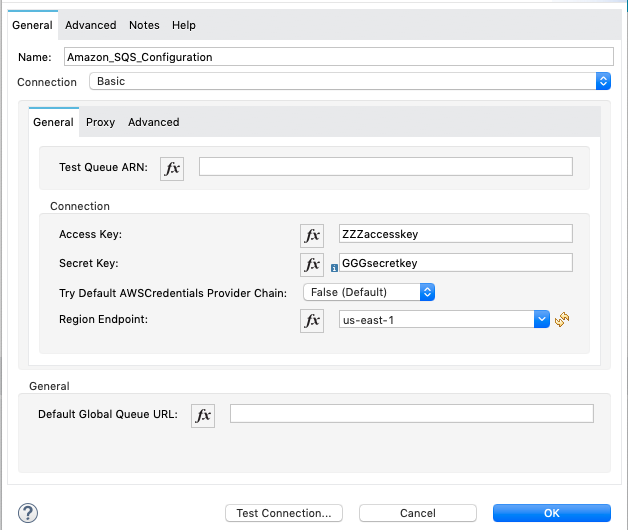 General Advanced Notes Help
Name: Amazon_SQS_Configuration
Connection Basic
General Proxy Advanced
Test Queue ARN: fx
Connection
Access Key: fx ZZZaccesskey
Secret Key: fx i GGGsecretkey
Try Default AWSCredentials Provider Chain: False (Default)
Region Endpoint: fx us-east-1
General
Default Global Queue URL: fx
? Test Connection... Cancel OK